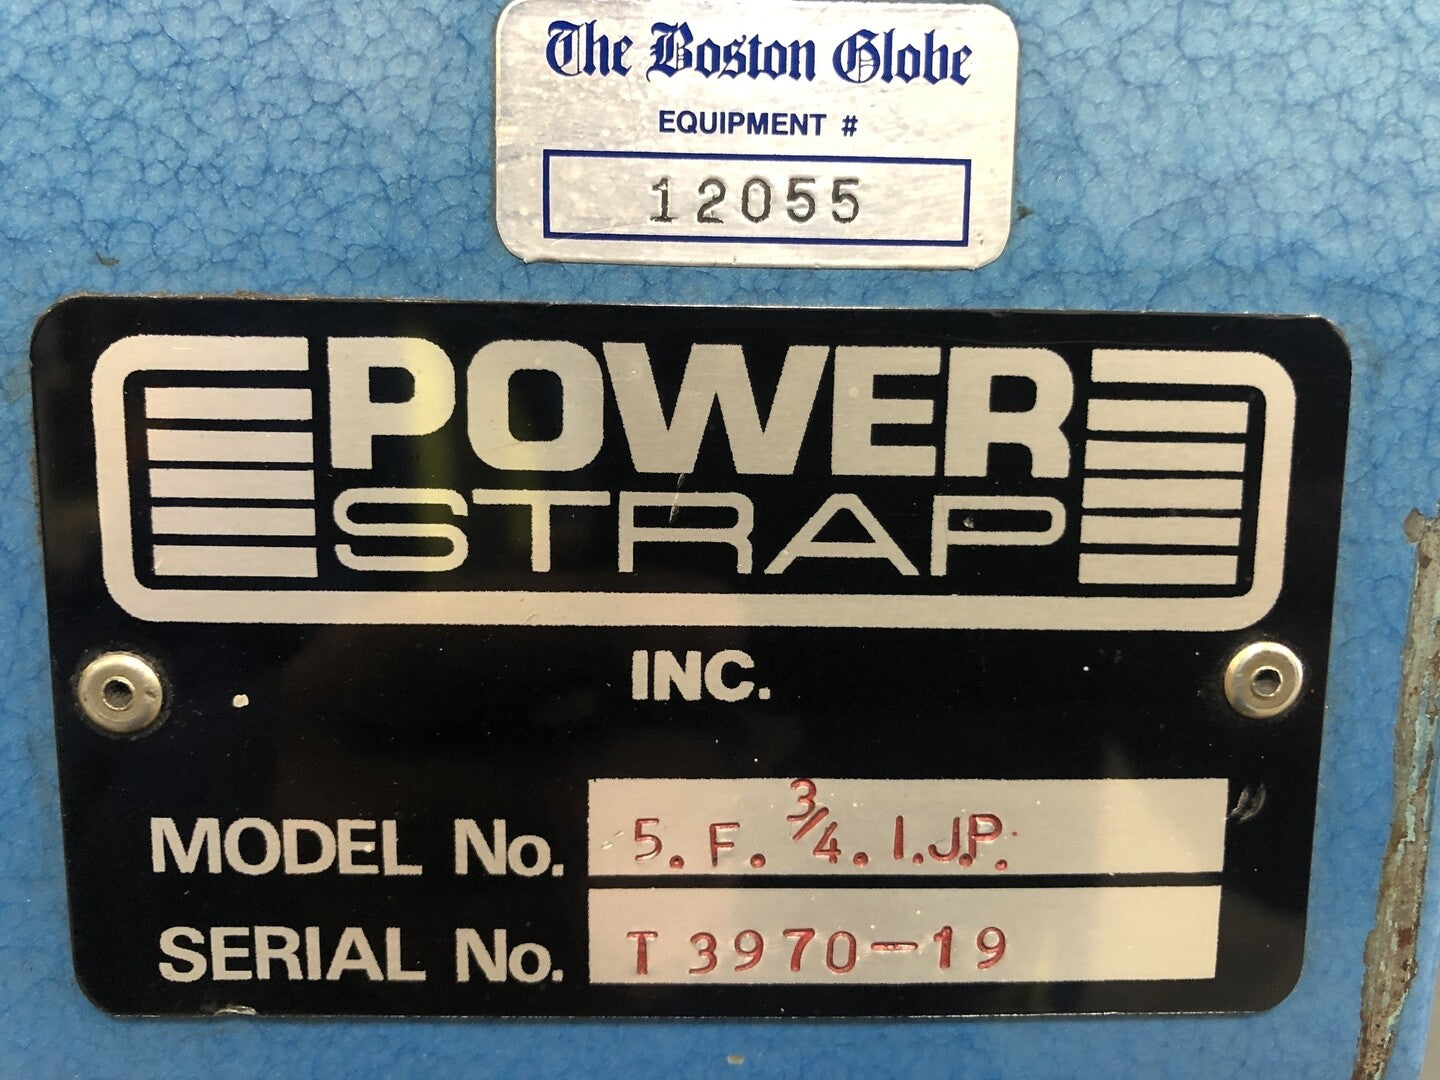 The Boston Globe
EQUIPMENT #
12055
POWER
STRAP
INC.
MODEL No. 5. F. 3/4. I.J.P.
SERIAL No. T 3970-19